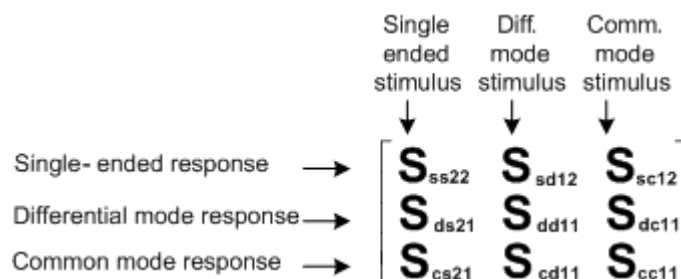 Single Diff. Comm.
ended mode mode
stimulus stimulus stimulus
Single- ended response Sss22 Ssd12 Ssc12
Differential mode response Sds21 Sdd11 Sdc11
Common mode response Scs21 Scd11 Scc11